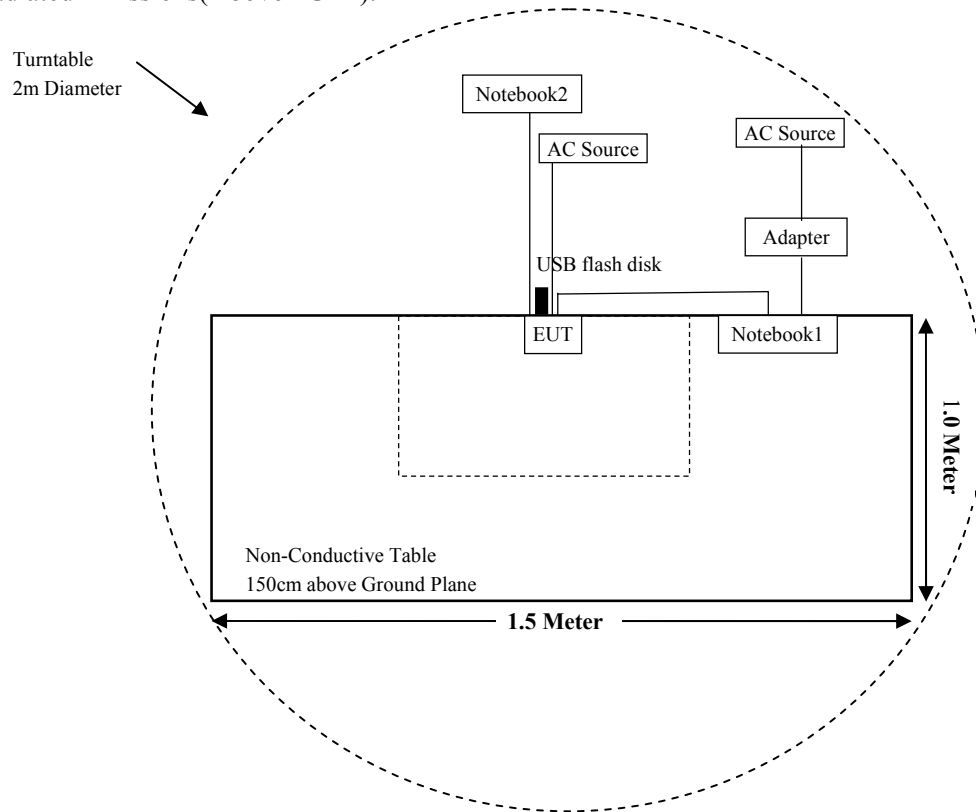 Turntable
2m Diameter
Notebook2
AC Source
AC Source
Adapter
USB flash disk
EUT
Notebook1
1.0 Meter
Non-Conductive Table
150cm above Ground Plane
1.5 Meter